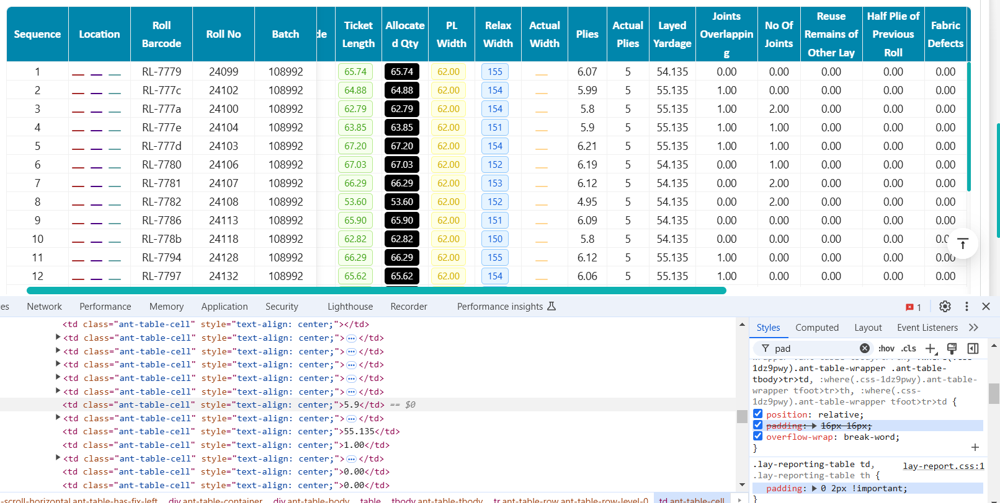 Sequence Location Roll Barcode Roll No Batch de Ticket Length Allocate d Qty PL Width Relax Width Actual Width Plies Actual Plies Layed Yardage Joints Overlappin g No Of Joints Reuse Remains of Other Lay Half Plie of Previous Roll Fabric Defects
1 RL-7779 24099 108992 65.74 65.74 62.00 155 6.07 5 54.135 0.00 0.00 0.00 0.00 0.00
2 RL-777c 24102 108992 64.88 64.88 62.00 154 5.99 5 55.135 1.00 0.00 0.00 0.00 0.00
3 RL-777a 24100 108992 62.79 62.79 62.00 154 5.8 5 55.135 1.00 2.00 0.00 0.00 0.00
4 RL-777e 24104 108992 63.85 63.85 62.00 151 5.9 5 55.135 1.00 1.00 0.00 0.00 0.00
5 RL-777d 24103 108992 67.20 67.20 62.00 154 6.21 5 55.135 1.00 1.00 0.00 0.00 0.00
6 RL-7780 24106 108992 67.03 67.03 62.00 152 6.19 5 54.135 0.00 1.00 0.00 0.00 0.00
7 RL-7781 24107 108992 66.29 66.29 62.00 153 6.12 5 54.135 0.00 2.00 0.00 0.00 0.00
8 RL-7782 24108 108992 53.60 53.60 62.00 152 4.95 5 54.135 0.00 2.00 0.00 0.00 0.00
9 RL-7786 24113 108992 65.90 65.90 62.00 151 6.09 5 54.135 0.00 0.00 0.00 0.00 0.00
10 RL-778b 24118 108992 62.82 62.82 62.00 150 5.8 5 54.135 0.00 0.00 0.00 0.00
11 RL-7794 24128 108992 66.29 66.29 62.00 155 6.12 5 55.135 1.00 0.00 0.00 0.00 0.00
12 RL-7797 24132 108992 65.62 65.62 62.00 154 6.06 5 55.135 1.00 0.00 0.00 0.00 0.00
es Network Performance Memory Application Security Lighthouse Recorder Performance insights 1
<td class="ant-table-cell" style="text-align: center;"></td>
<td class="ant-table-cell" style="text-align: center;">…</td>
<td class="ant-table-cell" style="text-align: center;">…</td>
<td class="ant-table-cell" style="text-align: center;">…</td>
<td class="ant-table-cell" style="text-align: center;">…</td>
<td class="ant-table-cell" style="text-align: center;">…</td>
<td class="ant-table-cell" style="text-align: center;">5.9</td> == $0
<td class="ant-table-cell" style="text-align: center;">…</td>
<td class="ant-table-cell" style="text-align: center;">55.135</td>
<td class="ant-table-cell" style="text-align: center;">1.00</td>
<td class="ant-table-cell" style="text-align: center;">…</td>
<td class="ant-table-cell" style="text-align: center;">0.00</td>
<td class="ant-table-cell" style="text-align: center;">0.00</td>
-scroll-horizontal.ant-table-has-fix-left div.ant-table-container div.ant-table-body table tbody.ant-table-tbody tr.ant-table-row.ant-table-row-level-0 td.ant-table-cell
Styles Computed Layout Event Listeners
pad :hov .cls
1dz9pwy).ant-table-wrapper .ant-table-
tbody>tr>td, :where(.css-1dz9pwy).ant-table-
wrapper tfoot>tr>th, :where(.css-
1dz9pwy).ant-table-wrapper tfoot>tr>td {
position: relative;
padding: 16px 16px;
overflow-wrap: break-word;
}
.lay-reporting-table td, lay-report.css:1
.lay-reporting-table th {
padding: 0 2px !important;
}